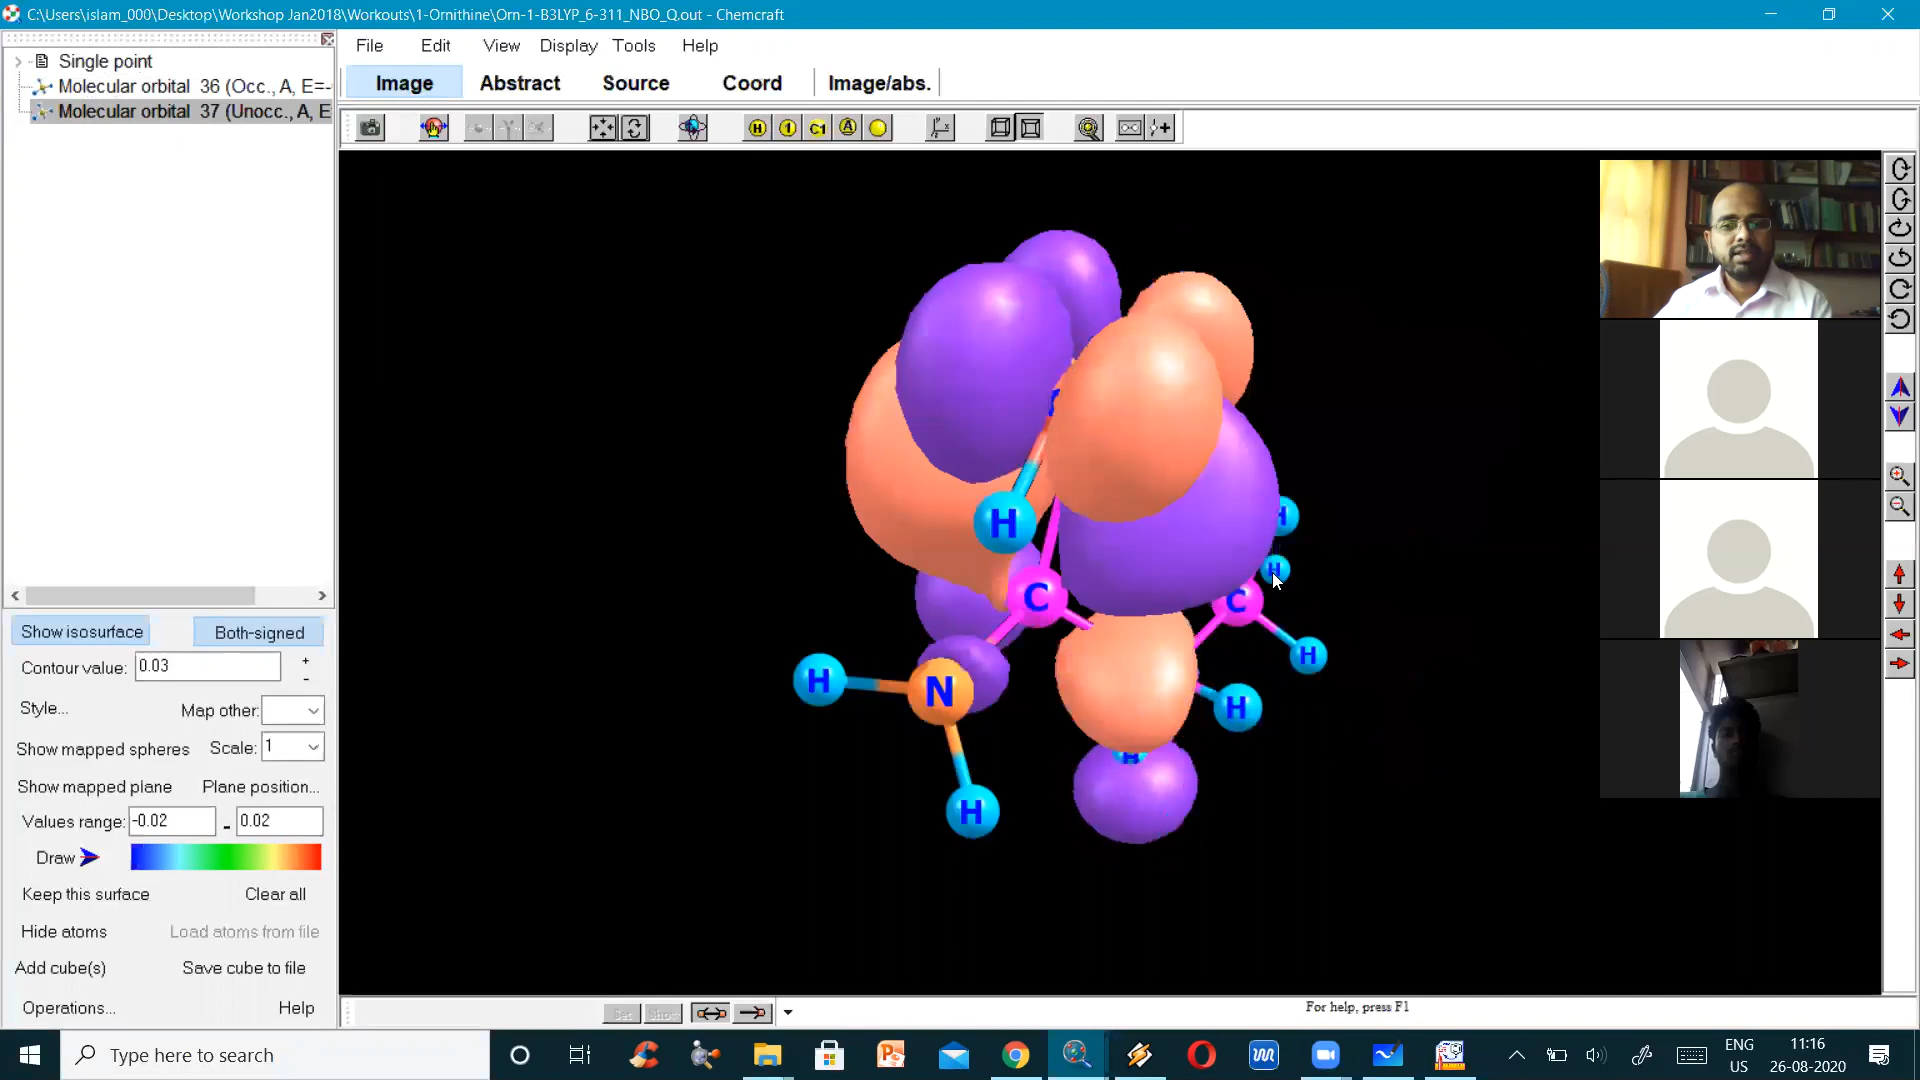 C:\Users\islam_000\Desktop\Workshop Jan2018\Workouts\1-Ornithine\Orn-1-B3LYP_6-311_NBO_Q.out - Chemcraft
File Edit View Display Tools Help
Image Abstract Source Coord Image/abs.
Single point
Molecular orbital 36 (Occ., A, E=-
Molecular orbital 37 (Unocc., A, E
H 1 C1 A
H
H
H
C
C
H
H
N
H
H
H
Show isosurface Both-signed
Contour value: 0.03 + -
Style... Map other:
Show mapped spheres Scale: 1
Show mapped plane Plane position...
Values range: -0.02 - 0.02
Draw
Keep this surface Clear all
Hide atoms Load atoms from file
Add cube(s) Save cube to file
Operations... Help
Set Show
For help, press F1
Type here to search
ENG
US
11:16
26-08-2020